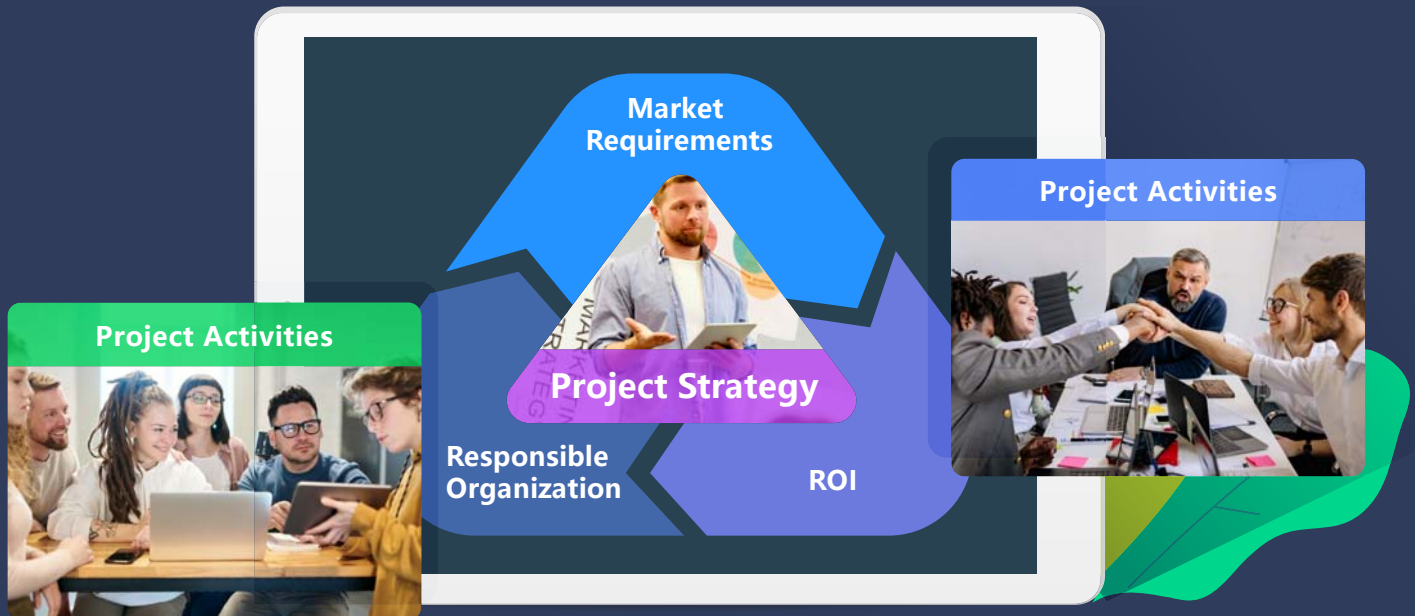 Market
Requirements
Project Activities
Project Activities
Project Strategy
Responsible
Organization
ROI